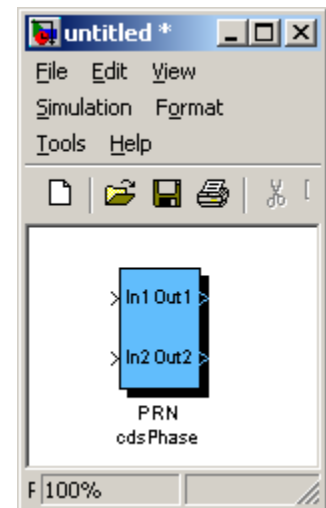 untitled *
File Edit View
Simulation Format
Tools Help
In1 Out1
In2 Out2
PRN
cdsPhase
F 100%